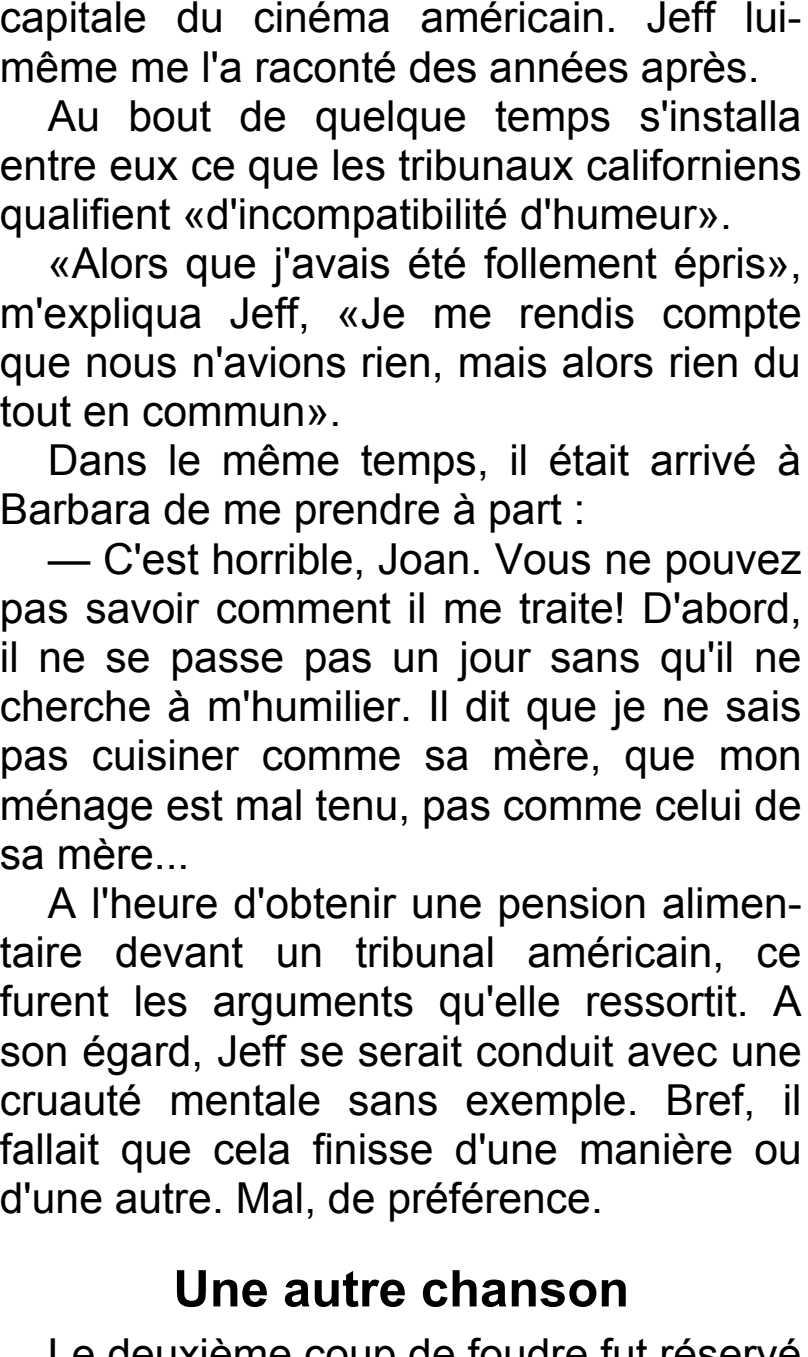 capitale du cinéma américain. Jeff lui-
même me l'a raconté des années après.
Au bout de quelque temps s'installa
entre eux ce que les tribunaux californiens
qualifient «d'incompatibilité d'humeur».
«Alors que j'avais été follement épris»,
m'expliqua Jeff, «Je me rendis compte
que nous n'avions rien, mais alors rien du
tout en commun».
Dans le même temps, il était arrivé à
Barbara de me prendre à part :
— C'est horrible, Joan. Vous ne pouvez
pas savoir comment il me traite! D'abord,
il ne se passe pas un jour sans qu'il ne
cherche à m'humilier. Il dit que je ne sais
pas cuisiner comme sa mère, que mon
ménage est mal tenu, pas comme celui de
sa mère...
A l'heure d'obtenir une pension alimen-
taire devant un tribunal américain, ce
furent les arguments qu'elle ressortit. A
son égard, Jeff se serait conduit avec une
cruauté mentale sans exemple. Bref, il
fallait que cela finisse d'une manière ou
d'une autre. Mal, de préférence.
Une autre chanson
Le deuxième coup de foudre fut réservé